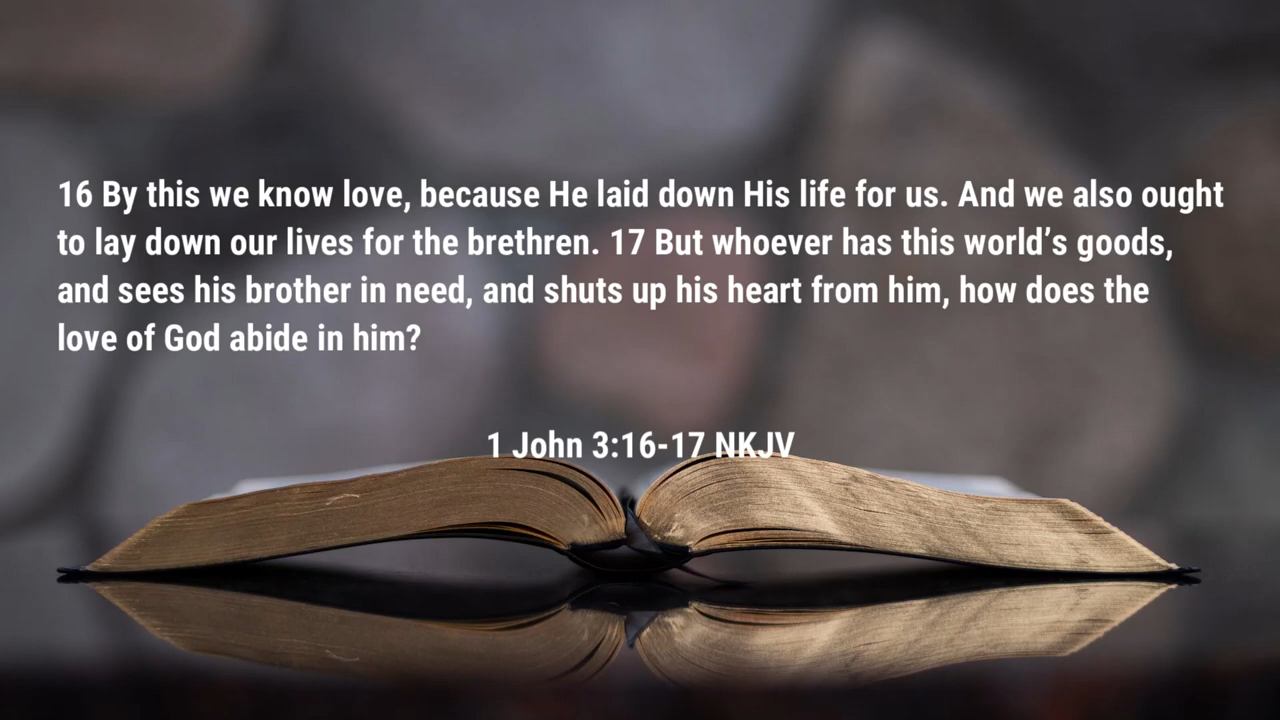 16 By this we know love, because He laid down His life for us. And we also ought
to lay down our lives for the brethren. 17 But whoever has this world’s goods,
and sees his brother in need, and shuts up his heart from him, how does the
love of God abide in him?
1 John 3:16-17 NKJV